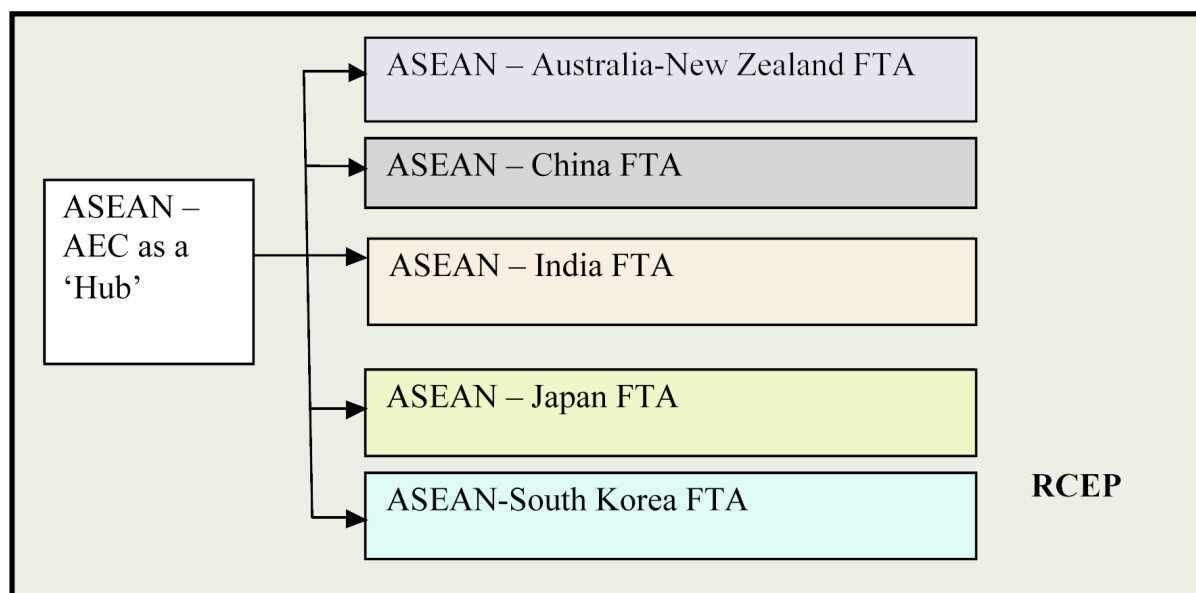 ASEAN – Australia-New Zealand FTA
ASEAN – China FTA
ASEAN –
AEC as a
‘Hub’
ASEAN – India FTA
ASEAN – Japan FTA
ASEAN-South Korea FTA
RCEP